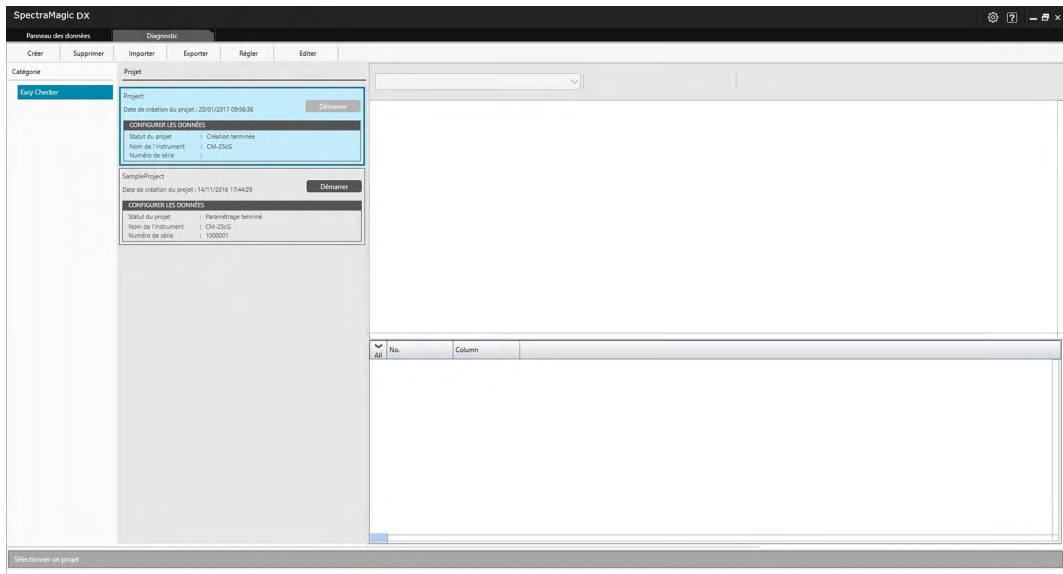 SpectraMagic DX
Panneau des données Diagnostic
Créer Supprimer Importer Exporter Régler Editer
Catégorie
Projet
Easy Checker
Project
Date de création du projet : 20/01/2017 09:56:36 Démarrer
CONFIGURER LES DONNÉES
Statut du projet : Création terminée
Nom de l'instrument : CM-25cG
Numéro de série :
SampleProject
Date de création du projet : 14/11/2016 17:44:29 Démarrer
CONFIGURER LES DONNÉES
Statut du projet : Paramétrage terminé
Nom de l'instrument : CM-25cG
Numéro de série : 1000001
All No. Column
Sélectionner un projet